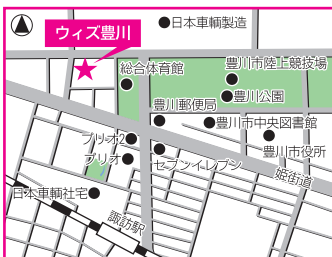 日本車輌製造
ウィズ豊川
総合体育館
豊川市陸上競技場
豊川公園
豊川郵便局
豊川市中央図書館
プリオ2
豊川市役所
プリオ
セブンイレブン
姫街道
日本車輌社宅
諏訪駅